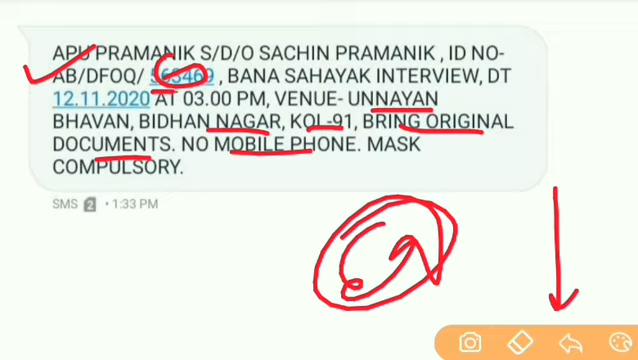 APU PRAMANIK S/D/O SACHIN PRAMANIK , ID NO-
AB/DFOQ/ 563469 , BANA SAHAYAK INTERVIEW, DT
12.11.2020 AT 03.00 PM, VENUE- UNNAYAN
BHAVAN, BIDHAN NAGAR, KOL-91, BRING ORIGINAL
DOCUMENTS. NO MOBILE PHONE. MASK
COMPULSORY.
SMS 2 • 1:33 PM